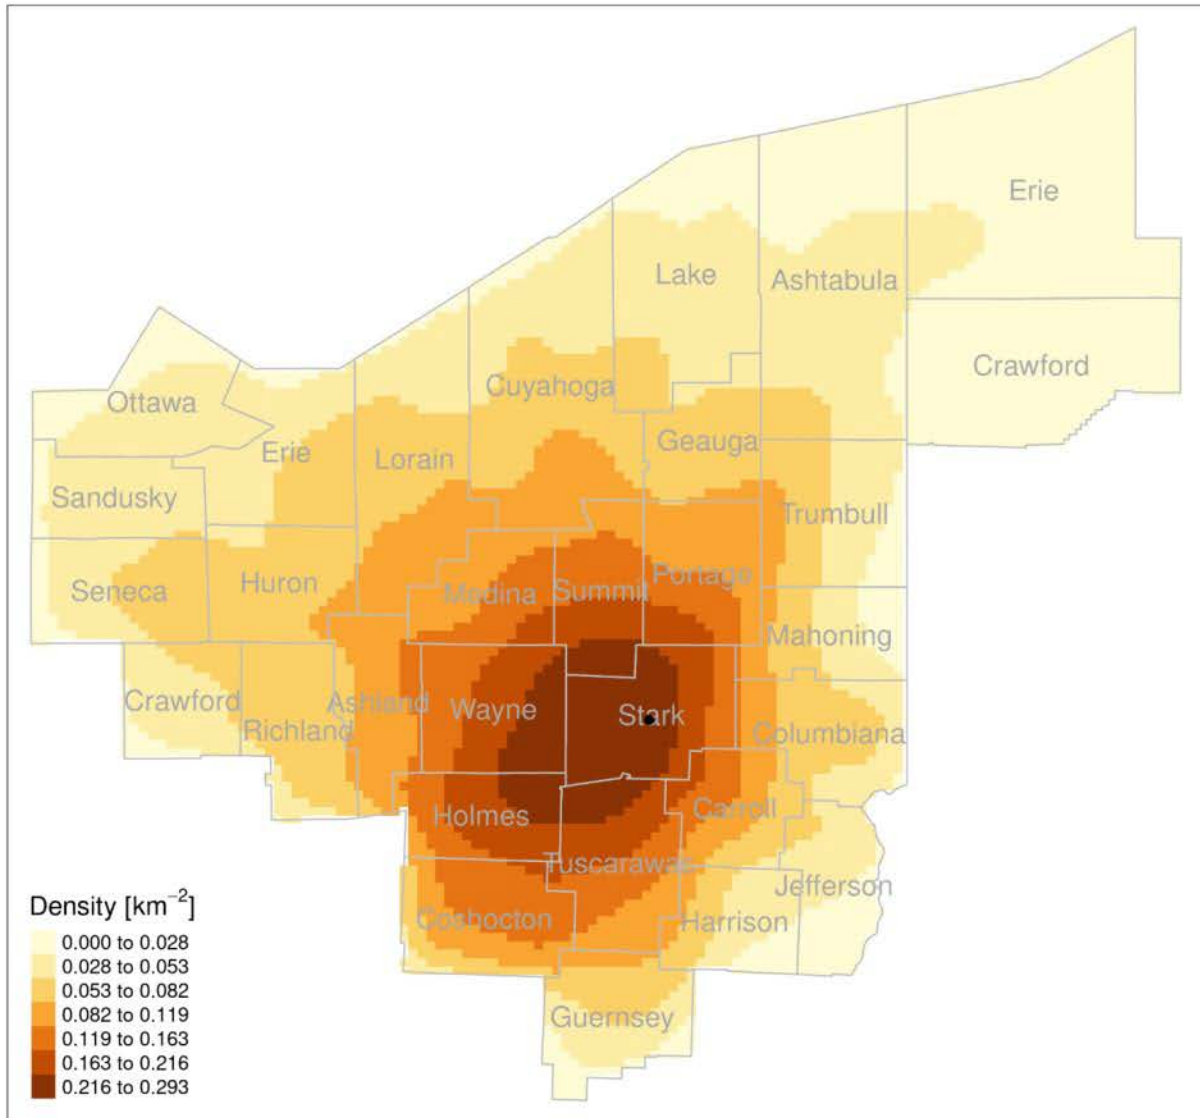 Erie
Lake
Ashtabula
Crawford
Cuyahoga
Ottawa
Geauga
Erie
Lorain
Sandusky
Trumbull
Seneca
Huron
Medina
Summit
Portage
Mahoning
Crawford
Richland
Ashland
Wayne
Stark
Columbiana
Holmes
Carroll
Tuscarawas
Jefferson
Coshocton
Harrison
Guernsey
Density [km⁻²]
0.000 to 0.028
0.028 to 0.053
0.053 to 0.082
0.082 to 0.119
0.119 to 0.163
0.163 to 0.216
0.216 to 0.293